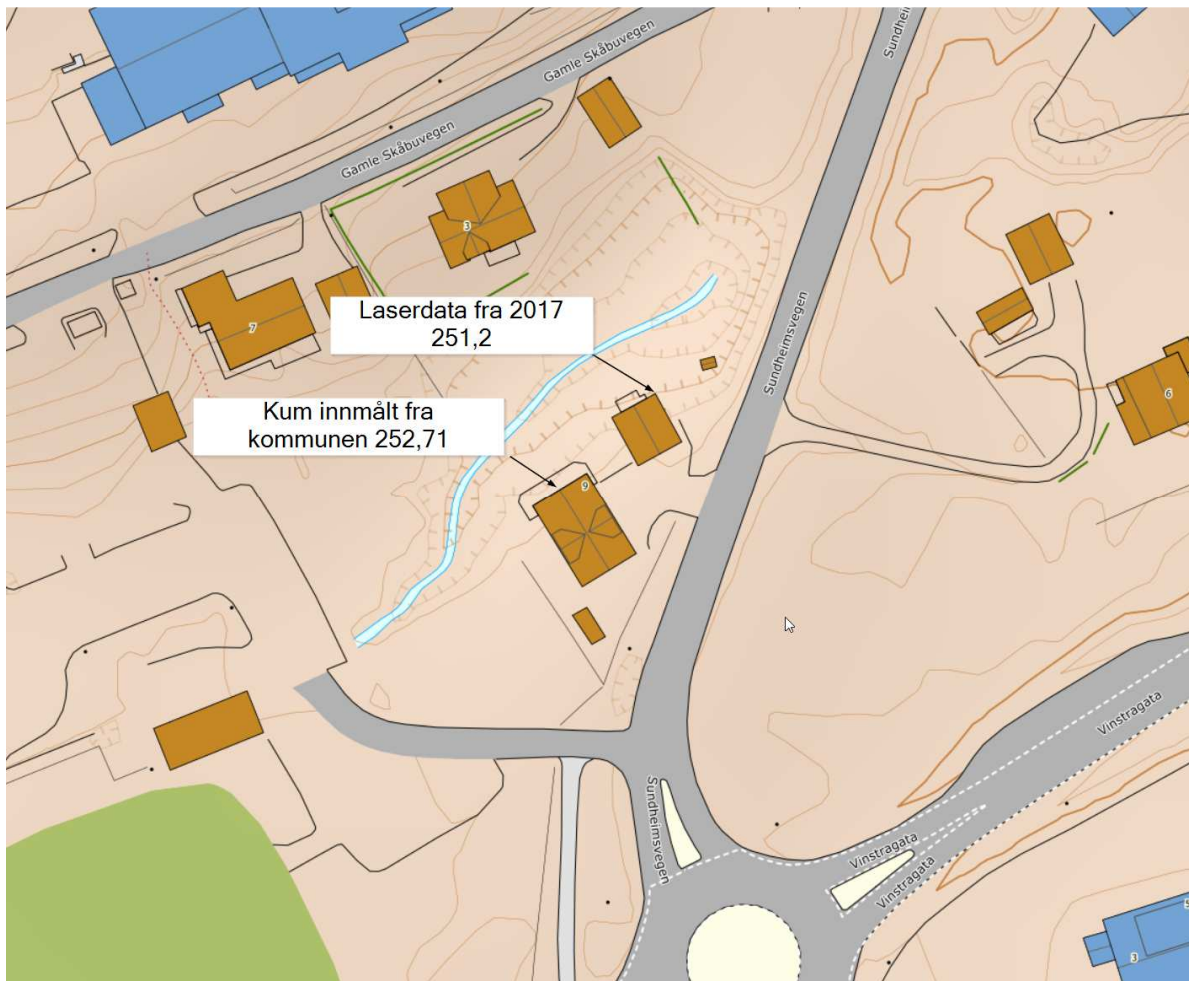 Gamle Skåbuvegen
Sundhei
Gamle Skåbuvegen
3
7
Laserdata fra 2017
251,2
Sundheimsvegen
6
Kum innmålt fra
kommunen 252,71
9
Vinstragata
Sundheimsvegen
Vinstragata
Vinstragata
3